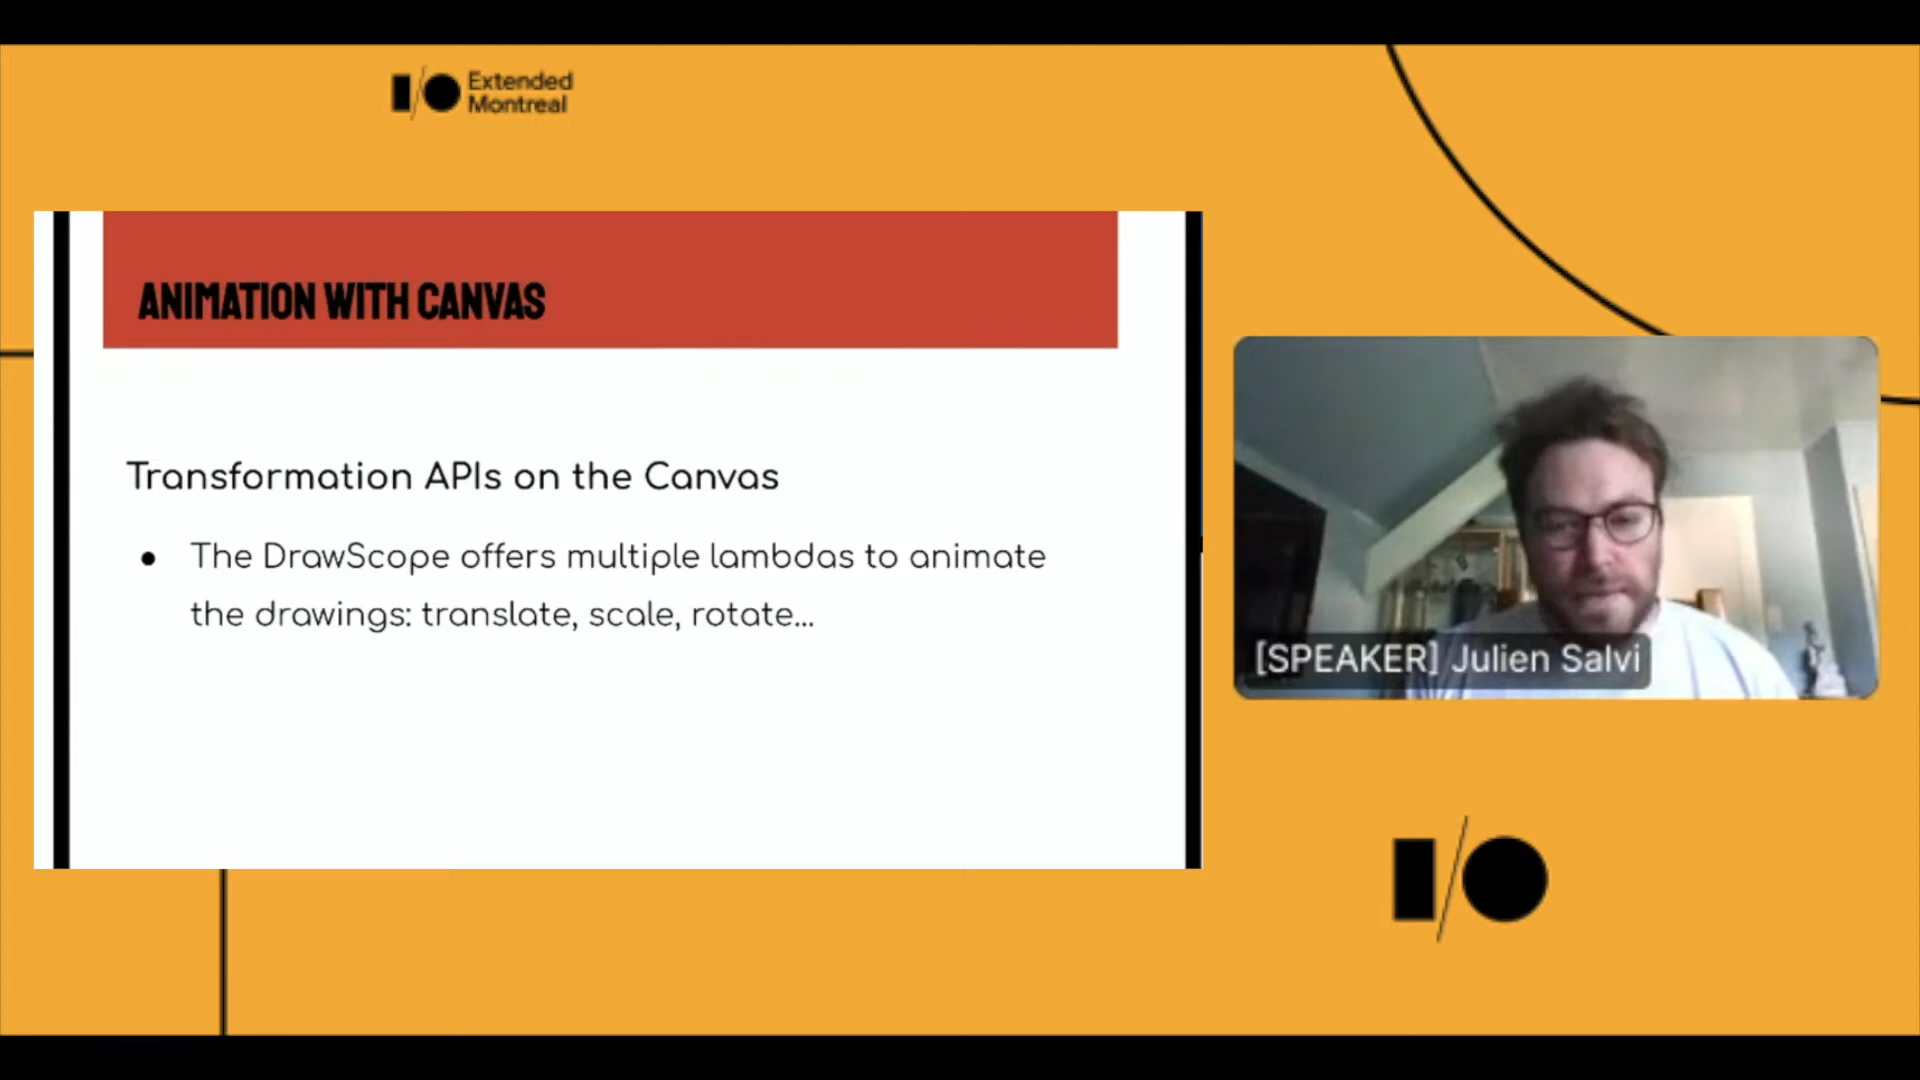 I/O Extended
Montreal
ANIMATION WITH CANVAS
Transformation APIs on the Canvas
● The DrawScope offers multiple lambdas to animate
the drawings: translate, scale, rotate...
[SPEAKER] Julien Salvi
I/O